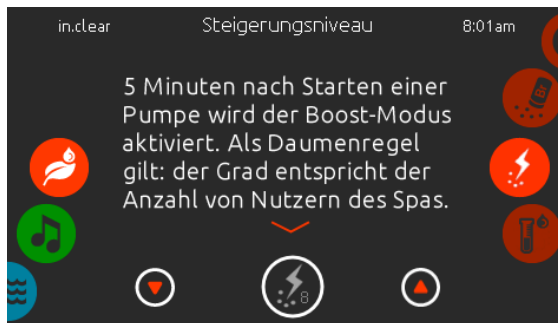 in.clear
Steigerungsniveau
8:01am
5 Minuten nach Starten einer
Pumpe wird der Boost-Modus
aktiviert. Als Daumenregel
gilt: der Grad entspricht der
Anzahl von Nutzern des Spas.
Br
8